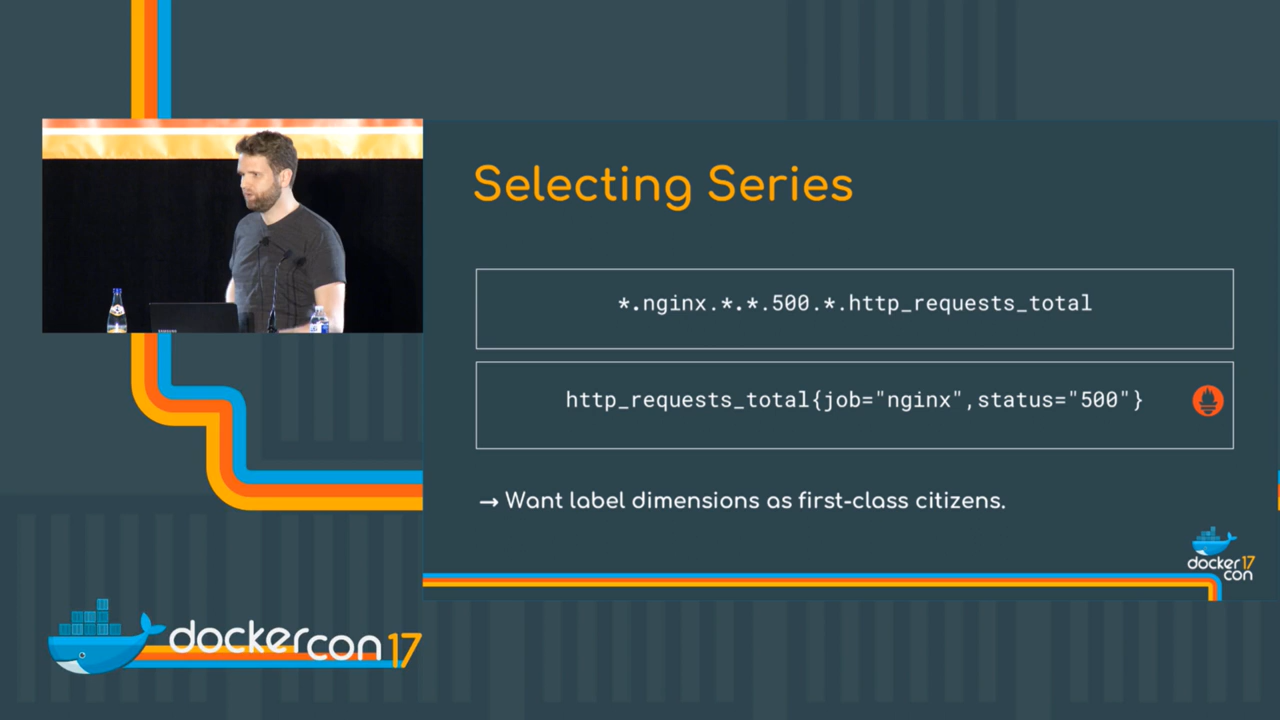 Selecting Series
*.nginx.*.*.500.*.http_requests_total
http_requests_total{job="nginx",status="500"}
→ Want label dimensions as first-class citizens.
docker 17
con
dockercon 17